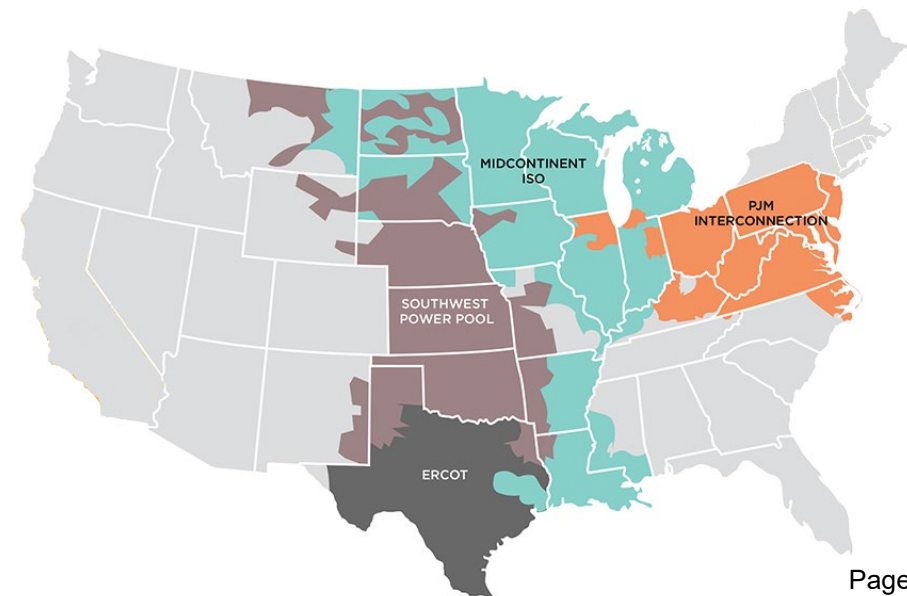 MIDCONTINENT
ISO
PJM
INTERCONNECTION
SOUTHWEST
POWER POOL
ERCOT
Page